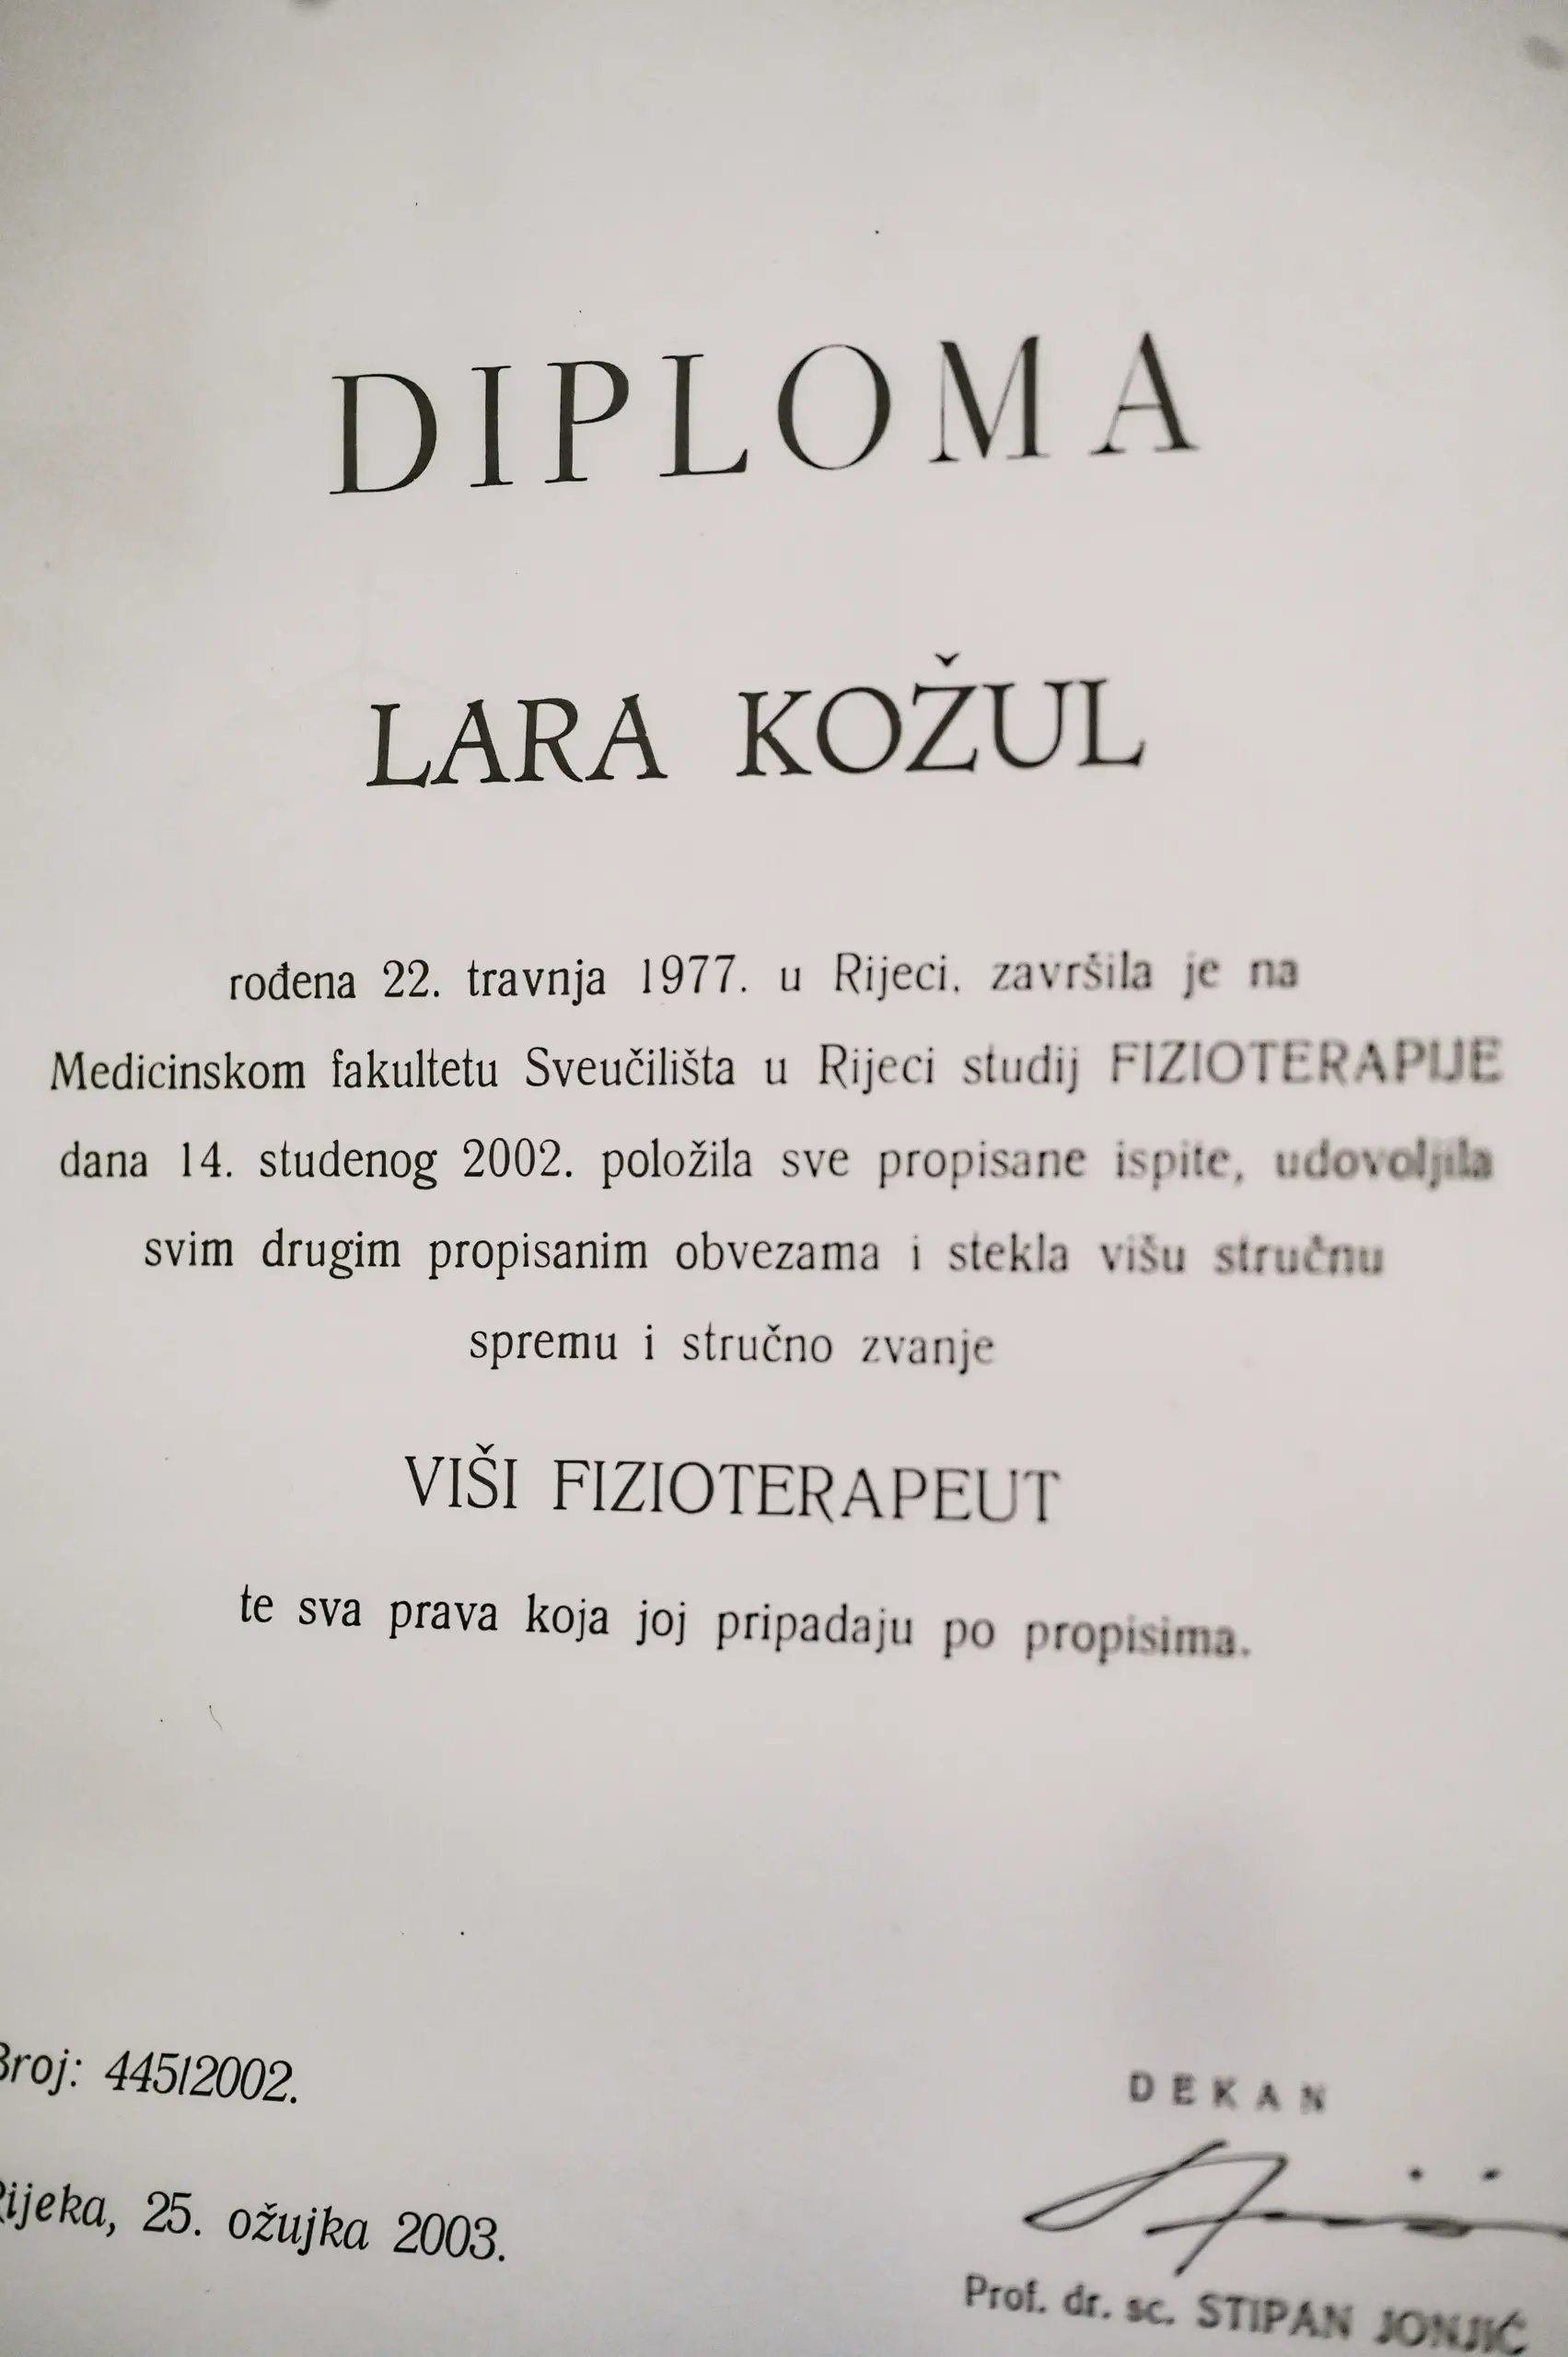 DIPLOMA
LARA KOŽUL
rođena 22. travnja 1977. u Rijeci. završila je na
Medicinskom fakultetu Sveučilišta u Rijeci studij FIZIOTERAPIJE
dana 14. studenog 2002. položila sve propisane ispite, udovoljila
svim drugim propisanim obvezama i stekla višu stručnu
spremu i stručno zvanje
VIŠI FIZIOTERAPEUT
te sva prava koja joj pripadaju po propisima.
Broj: 445/2002.
Rijeka, 25. ožujka 2003.
DEKAN
Prof. dr. sc. STIPAN JONJIĆ